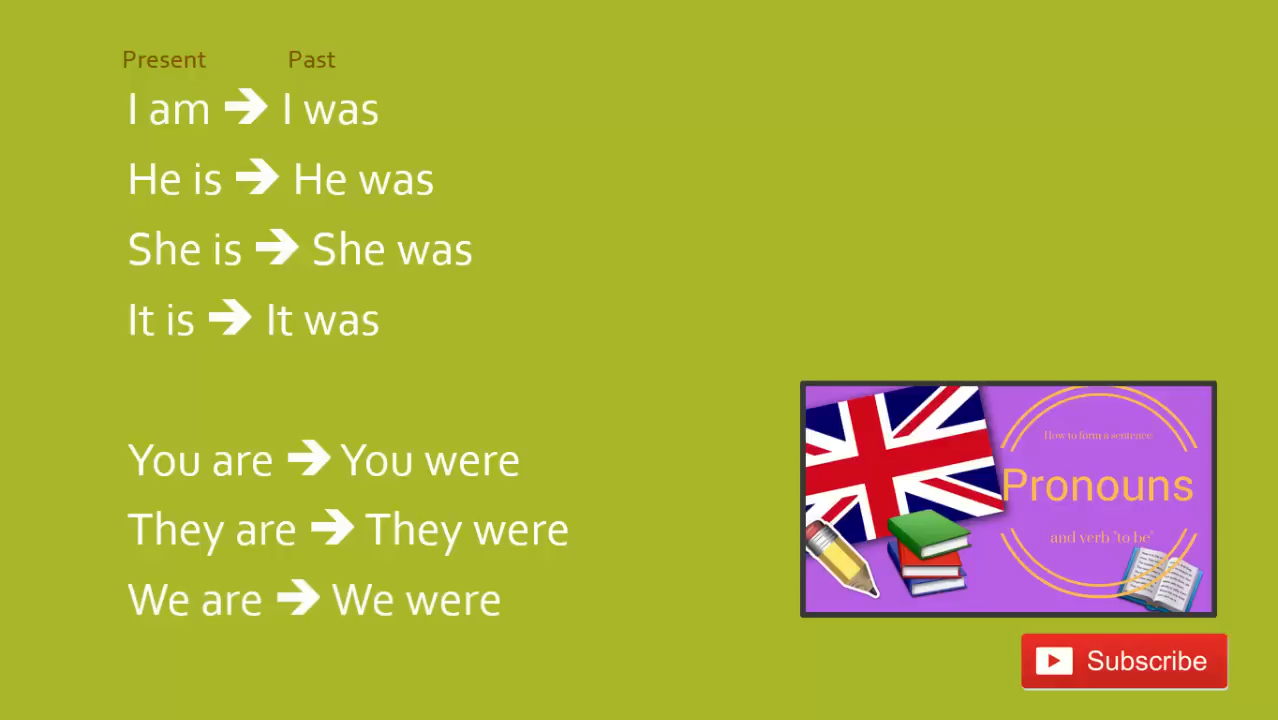 Present Past
I am 🡺 I was
He is 🡺 He was
She is 🡺 She was
It is 🡺 It was
You are 🡺 You were
They are 🡺 They were
We are 🡺 We were
How to form a sentence
Pronouns
and verb "to be"
Subscribe